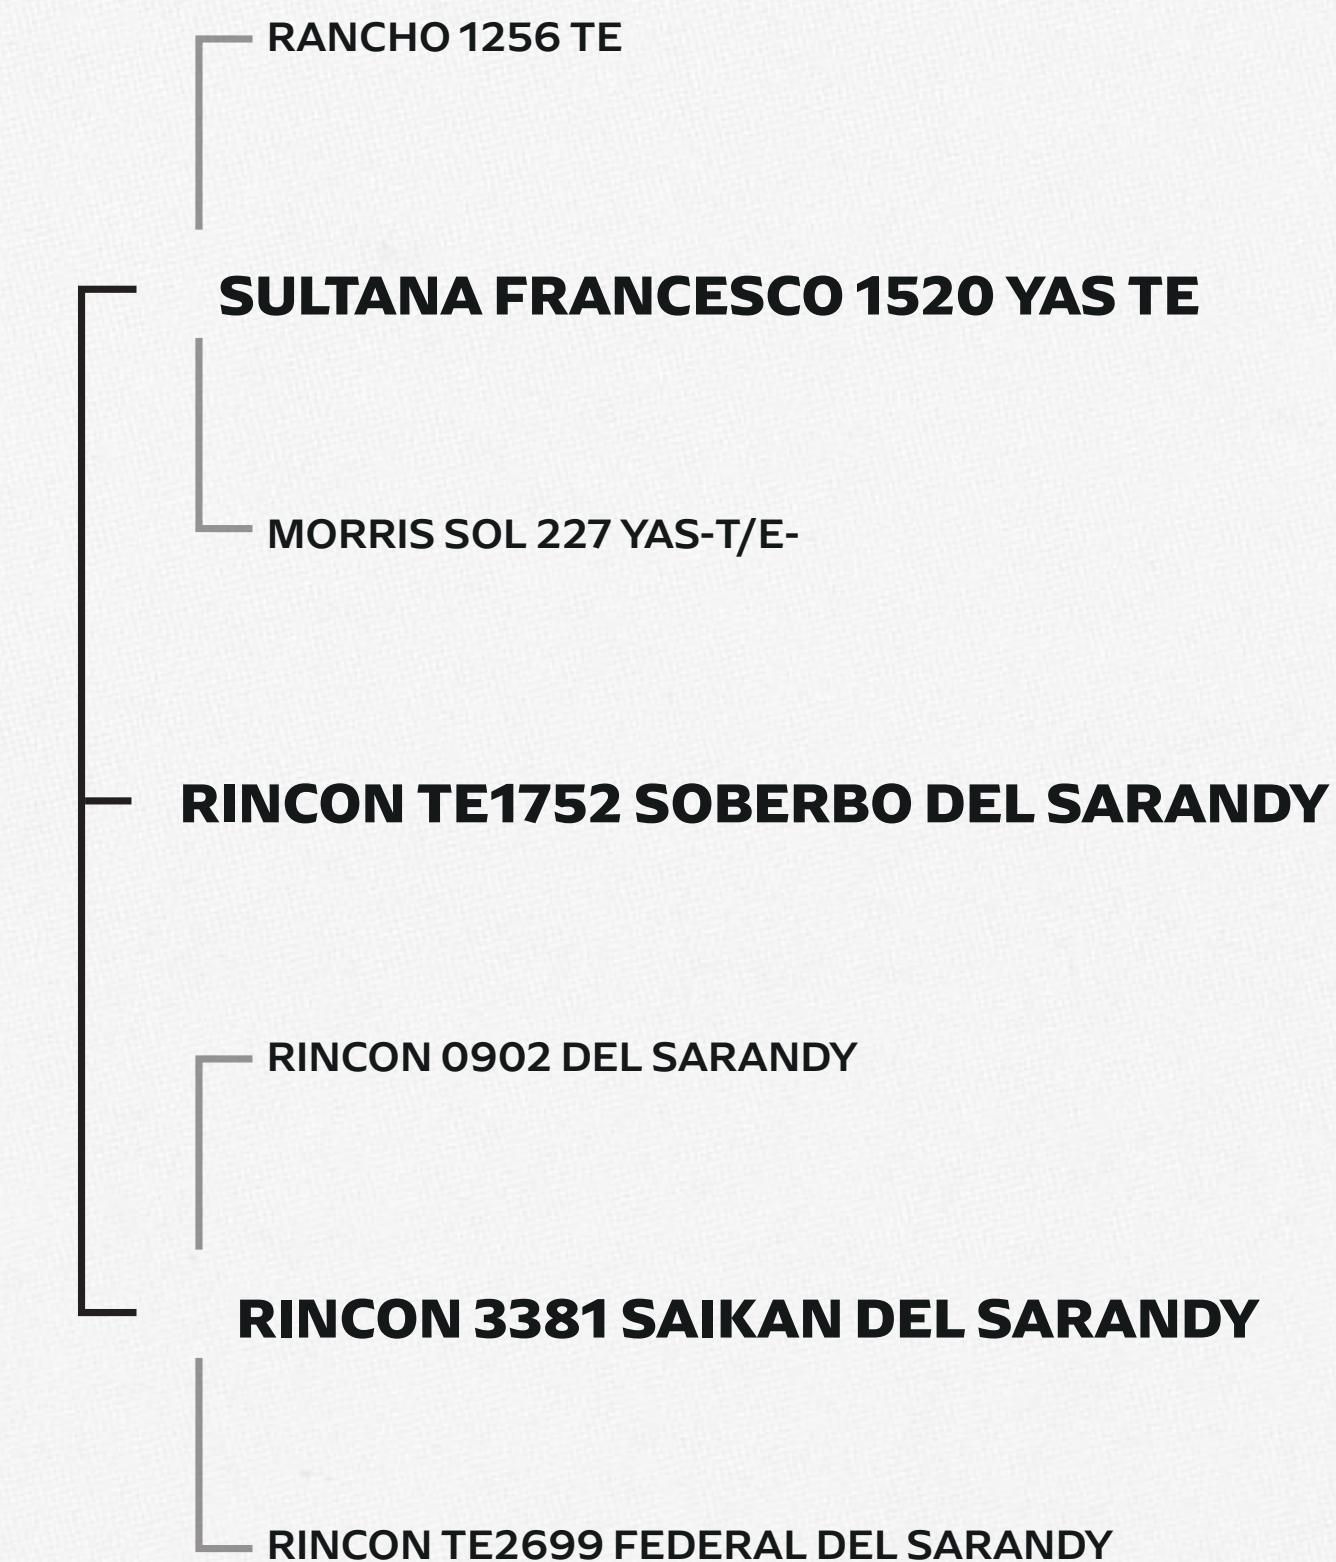 RANCHO 1256 TE
SULTANA FRANCESCO 1520 YAS TE
MORRIS SOL 227 YAS-T/E-
RINCON TE1752 SOBERBO DEL SARANDY
RINCON 0902 DEL SARANDY
RINCON 3381 SAIKAN DEL SARANDY
RINCON TE2699 FEDERAL DEL SARANDY